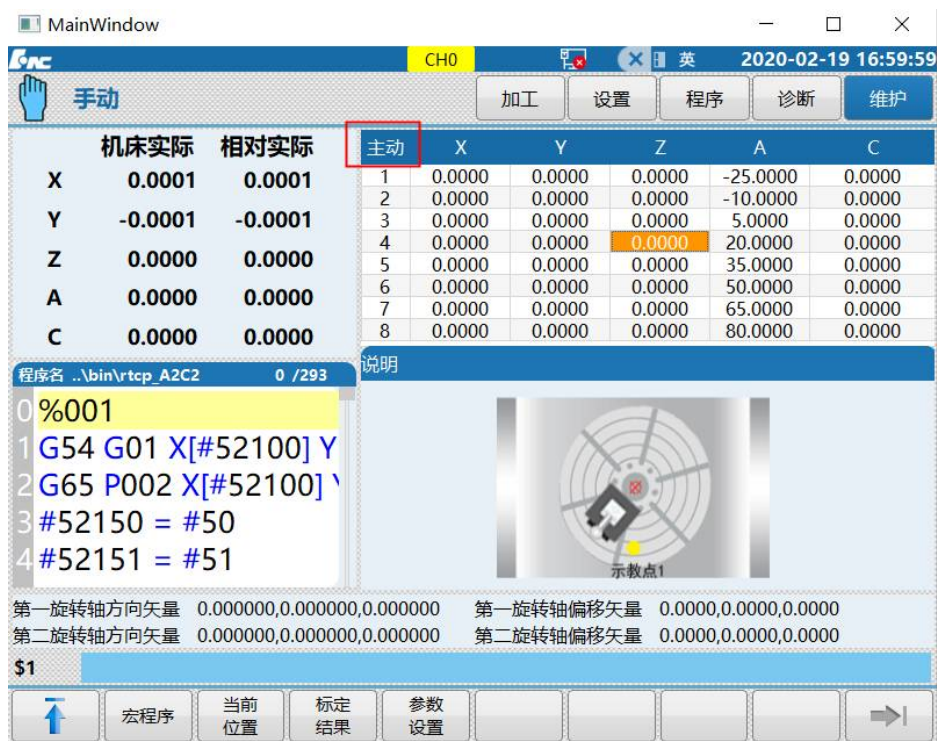 MainWindow
CH0 英 2020-02-19 16:59:59
手动 加工 设置 程序 诊断 维护
机床实际 相对实际
X 0.0001 0.0001
Y -0.0001 -0.0001
Z 0.0000 0.0000
A 0.0000 0.0000
C 0.0000 0.0000
主动 X Y Z A C
1 0.0000 0.0000 0.0000 -25.0000 0.0000
2 0.0000 0.0000 0.0000 -10.0000 0.0000
3 0.0000 0.0000 0.0000 5.0000 0.0000
4 0.0000 0.0000 0.0000 20.0000 0.0000
5 0.0000 0.0000 0.0000 35.0000 0.0000
6 0.0000 0.0000 0.0000 50.0000 0.0000
7 0.0000 0.0000 0.0000 65.0000 0.0000
8 0.0000 0.0000 0.0000 80.0000 0.0000
程序名 ..\bin\rtcp_A2C2 0 /293
0 %001
1 G54 G01 X[#52100] Y
2 G65 P002 X[#52100]
3 #52150 = #50
4 #52151 = #51
说明
示教点1
第一旋转轴方向矢量 0.000000,0.000000,0.000000 第一旋转轴偏移矢量 0.0000,0.0000,0.0000
第二旋转轴方向矢量 0.000000,0.000000,0.000000 第二旋转轴偏移矢量 0.0000,0.0000,0.0000
$1
宏程序 当前位置 标定结果 参数设置